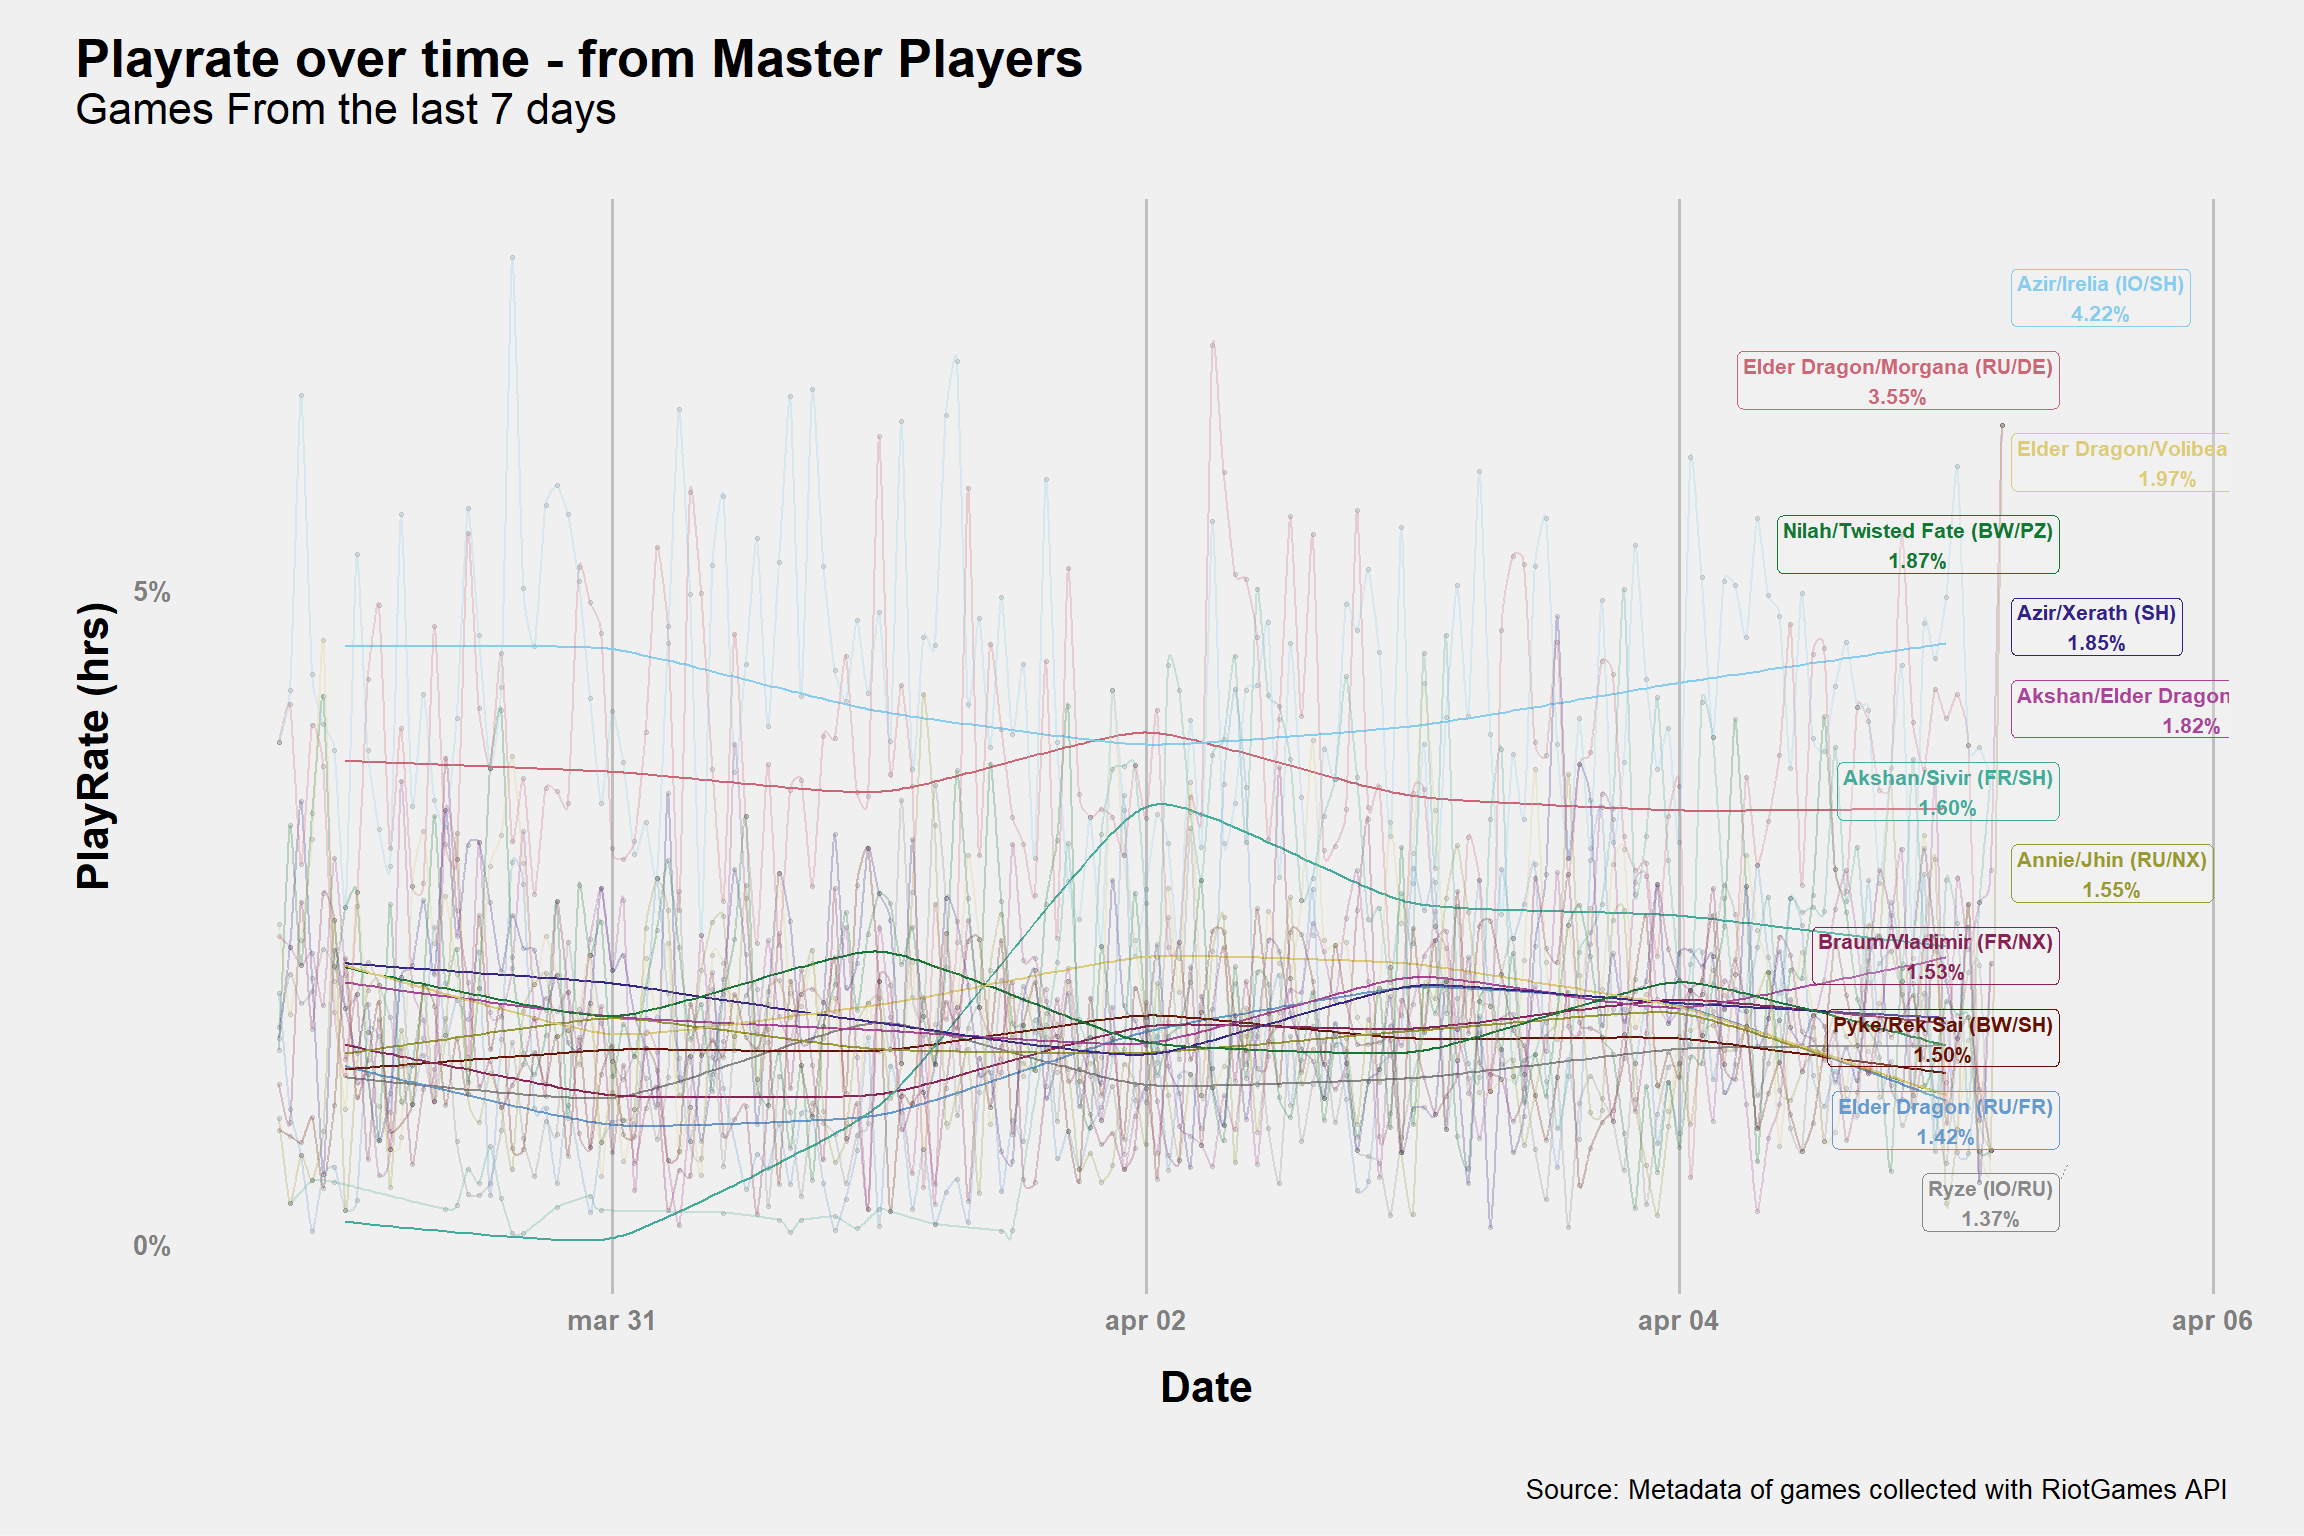 Playrate over time - from Master Players
Games From the last 7 days
PlayRate (hrs)
5%
0%
Azir/Irelia (IO/SH)
4.22%
Elder Dragon/Morgana (RU/DE)
3.55%
Elder Dragon/Volibea
1.97%
Nilah/Twisted Fate (BW/PZ)
1.87%
Azir/Xerath (SH)
1.85%
Akshan/Elder Dragon
1.82%
Akshan/Sivir (FR/SH)
1.60%
Annie/Jhin (RU/NX)
1.55%
Braum/Vladimir (FR/NX)
1.53%
Pyke/Rek'Sai (BW/SH)
1.50%
Elder Dragon (RU/FR)
1.42%
Ryze (IO/RU)
1.37%
mar 31
apr 02
apr 04
apr 06
Date
Source: Metadata of games collected with RiotGames API